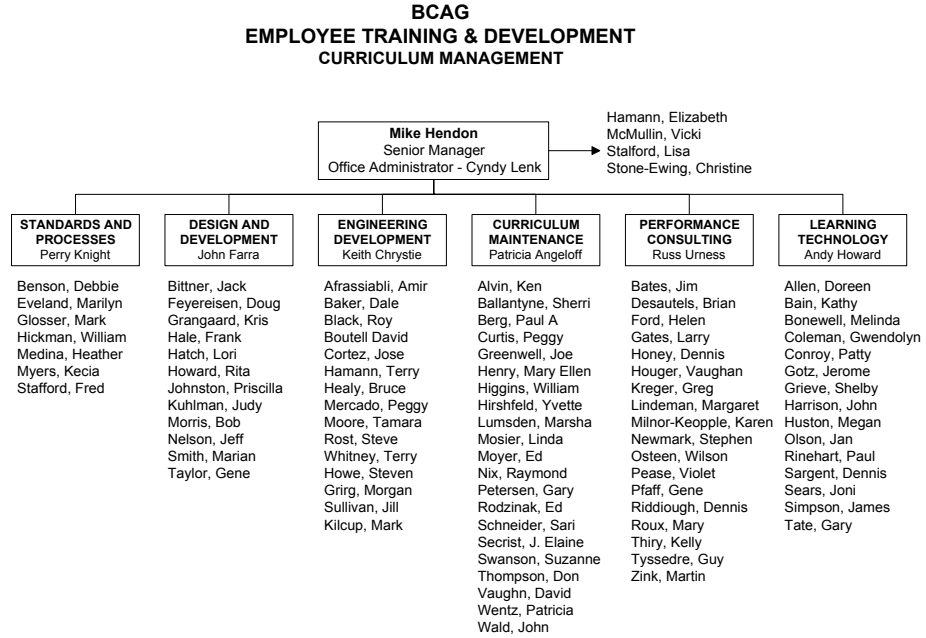 BCAG
EMPLOYEE TRAINING & DEVELOPMENT
CURRICULUM MANAGEMENT
Mike Hendon
Senior Manager
Office Administrator - Cyndy Lenk
Hamann, Elizabeth
McMullin, Vicki
Stalford, Lisa
Stone-Ewing, Christine
STANDARDS AND
PROCESSES
Perry Knight
Benson, Debbie
Eveland, Marilyn
Glosser, Mark
Hickman, William
Medina, Heather
Myers, Kecia
Stafford, Fred
DESIGN AND
DEVELOPMENT
John Farra
Bittner, Jack
Feyereisen, Doug
Grangaard, Kris
Hale, Frank
Hatch, Lori
Howard, Rita
Johnston, Priscilla
Kuhlman, Judy
Morris, Bob
Nelson, Jeff
Smith, Marian
Taylor, Gene
ENGINEERING
DEVELOPMENT
Keith Chrystie
Afrassiabli, Amir
Baker, Dale
Black, Roy
Boutell David
Cortez, Jose
Hamann, Terry
Healy, Bruce
Mercado, Peggy
Moore, Tamara
Rost, Steve
Whitney, Terry
Howe, Steven
Grirg, Morgan
Sullivan, Jill
Kilcup, Mark
CURRICULUM
MAINTENANCE
Patricia Angeloff
Alvin, Ken
Ballantyne, Sherri
Berg, Paul A
Curtis, Peggy
Greenwell, Joe
Henry, Mary Ellen
Higgins, William
Hirshfeld, Yvette
Lumsden, Marsha
Mosier, Linda
Moyer, Ed
Nix, Raymond
Petersen, Gary
Rodzinak, Ed
Schneider, Sari
Secrist, J. Elaine
Swanson, Suzanne
Thompson, Don
Vaughn, David
Wentz, Patricia
Wald, John
PERFORMANCE
CONSULTING
Russ Urness
Bates, Jim
Desautels, Brian
Ford, Helen
Gates, Larry
Honey, Dennis
Houger, Vaughan
Kreger, Greg
Lindeman, Margaret
Milnor-Keopple, Karen
Newmark, Stephen
Osteen, Wilson
Pease, Violet
Pfaff, Gene
Riddiough, Dennis
Roux, Mary
Thiry, Kelly
Tyssedre, Guy
Zink, Martin
LEARNING
TECHNOLOGY
Andy Howard
Allen, Doreen
Bain, Kathy
Bonewell, Melinda
Coleman, Gwendolyn
Conroy, Patty
Gotz, Jerome
Grieve, Shelby
Harrison, John
Huston, Megan
Olson, Jan
Rinehart, Paul
Sargent, Dennis
Sears, Joni
Simpson, James
Tate, Gary